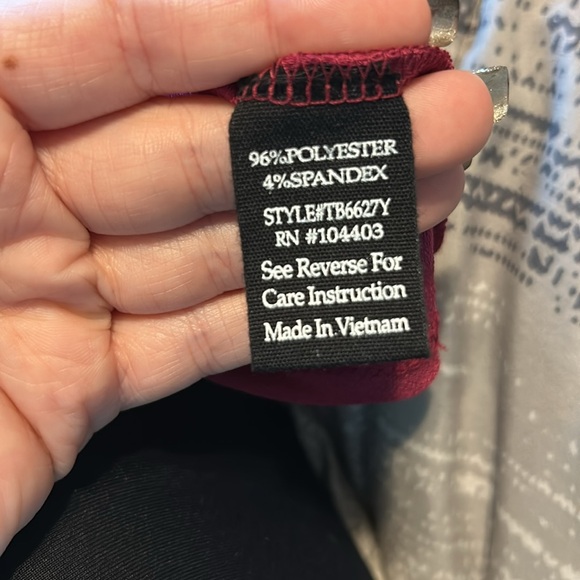 96%POLYESTER
4%SPANDEX
STYLE#TB6627Y
RN #104403
See Reverse For
Care Instruction
Made In Vietnam